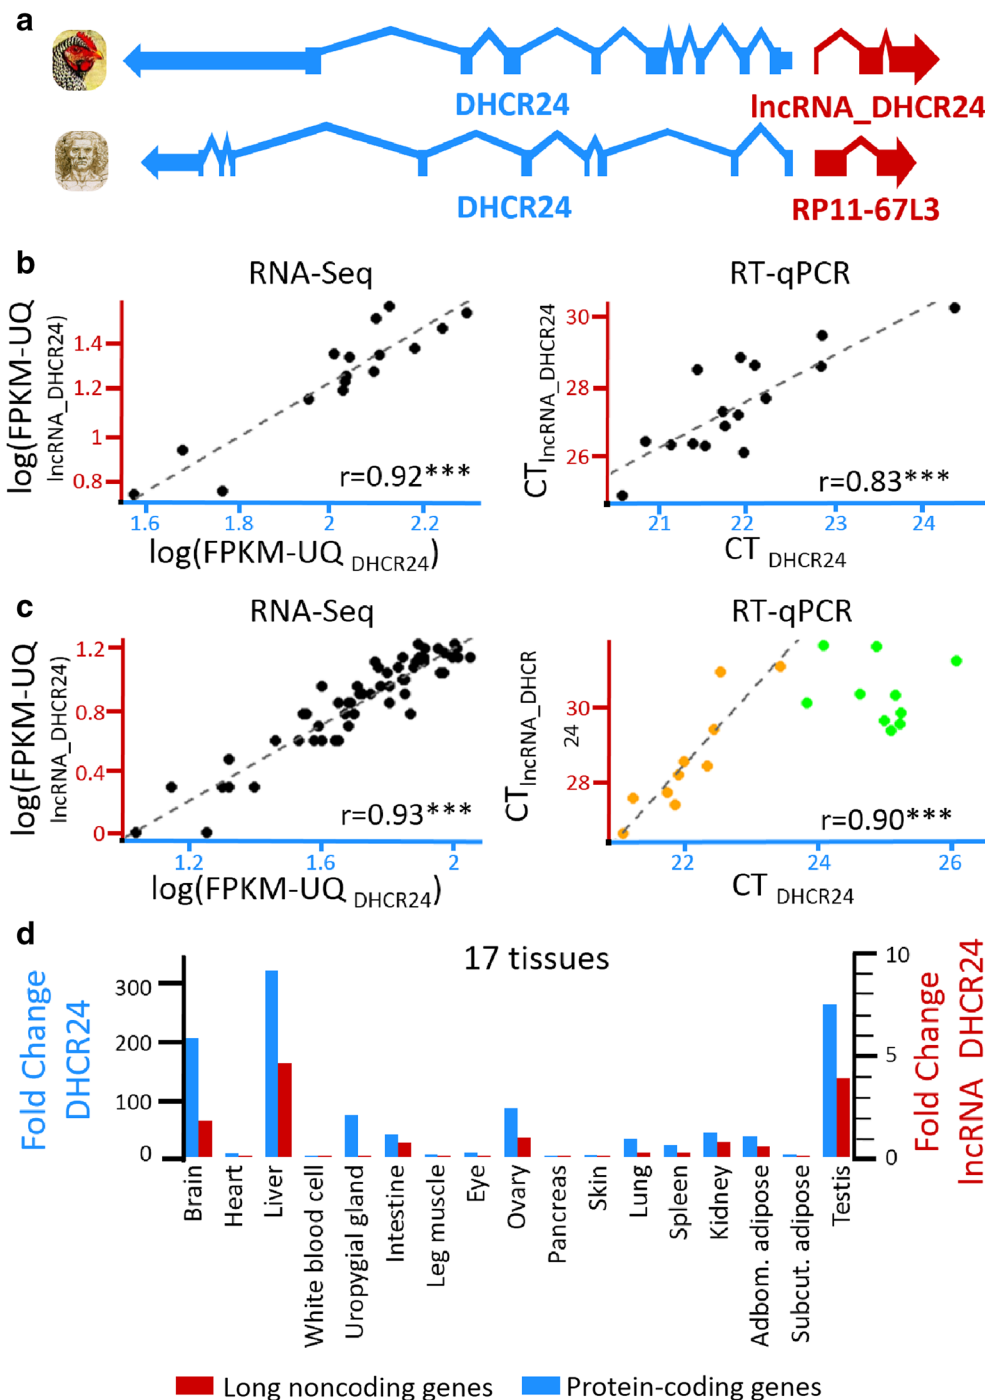 a
DHCR24
lncRNA_DHCR24
DHCR24
RP11-67L3
b
RNA-Seq
log(FPKM-UQ
lncRNA_DHCR24)
1.4
1.2
1
0.8
r=0.92***
1.6
1.8
2
2.2
log(FPKM-UQ DHCR24)
RT-qPCR
CT lncRNA_DHCR24
30
28
26
r=0.83***
21
22
23
24
CT DHCR24
c
RNA-Seq
log(FPKM-UQ
lncRNA_DHCR24)
1.2
0.8
0.4
0
r=0.93***
1.2
1.6
2
log(FPKM-UQ DHCR24)
RT-qPCR
CT lncRNA_DHCR
24
30
28
r=0.90***
22
24
26
CT DHCR24
d
17 tissues
Fold Change
DHCR24
300
200
100
0
10
5
0
Fold Change
lncRNA DHCR24
Brain
Heart
Liver
White blood cell
Uropygial gland
Intestine
Leg muscle
Eye
Ovary
Pancreas
Skin
Lung
Spleen
Kidney
Adbom. adipose
Subcut. adipose
Testis
Long noncoding genes
Protein-coding genes